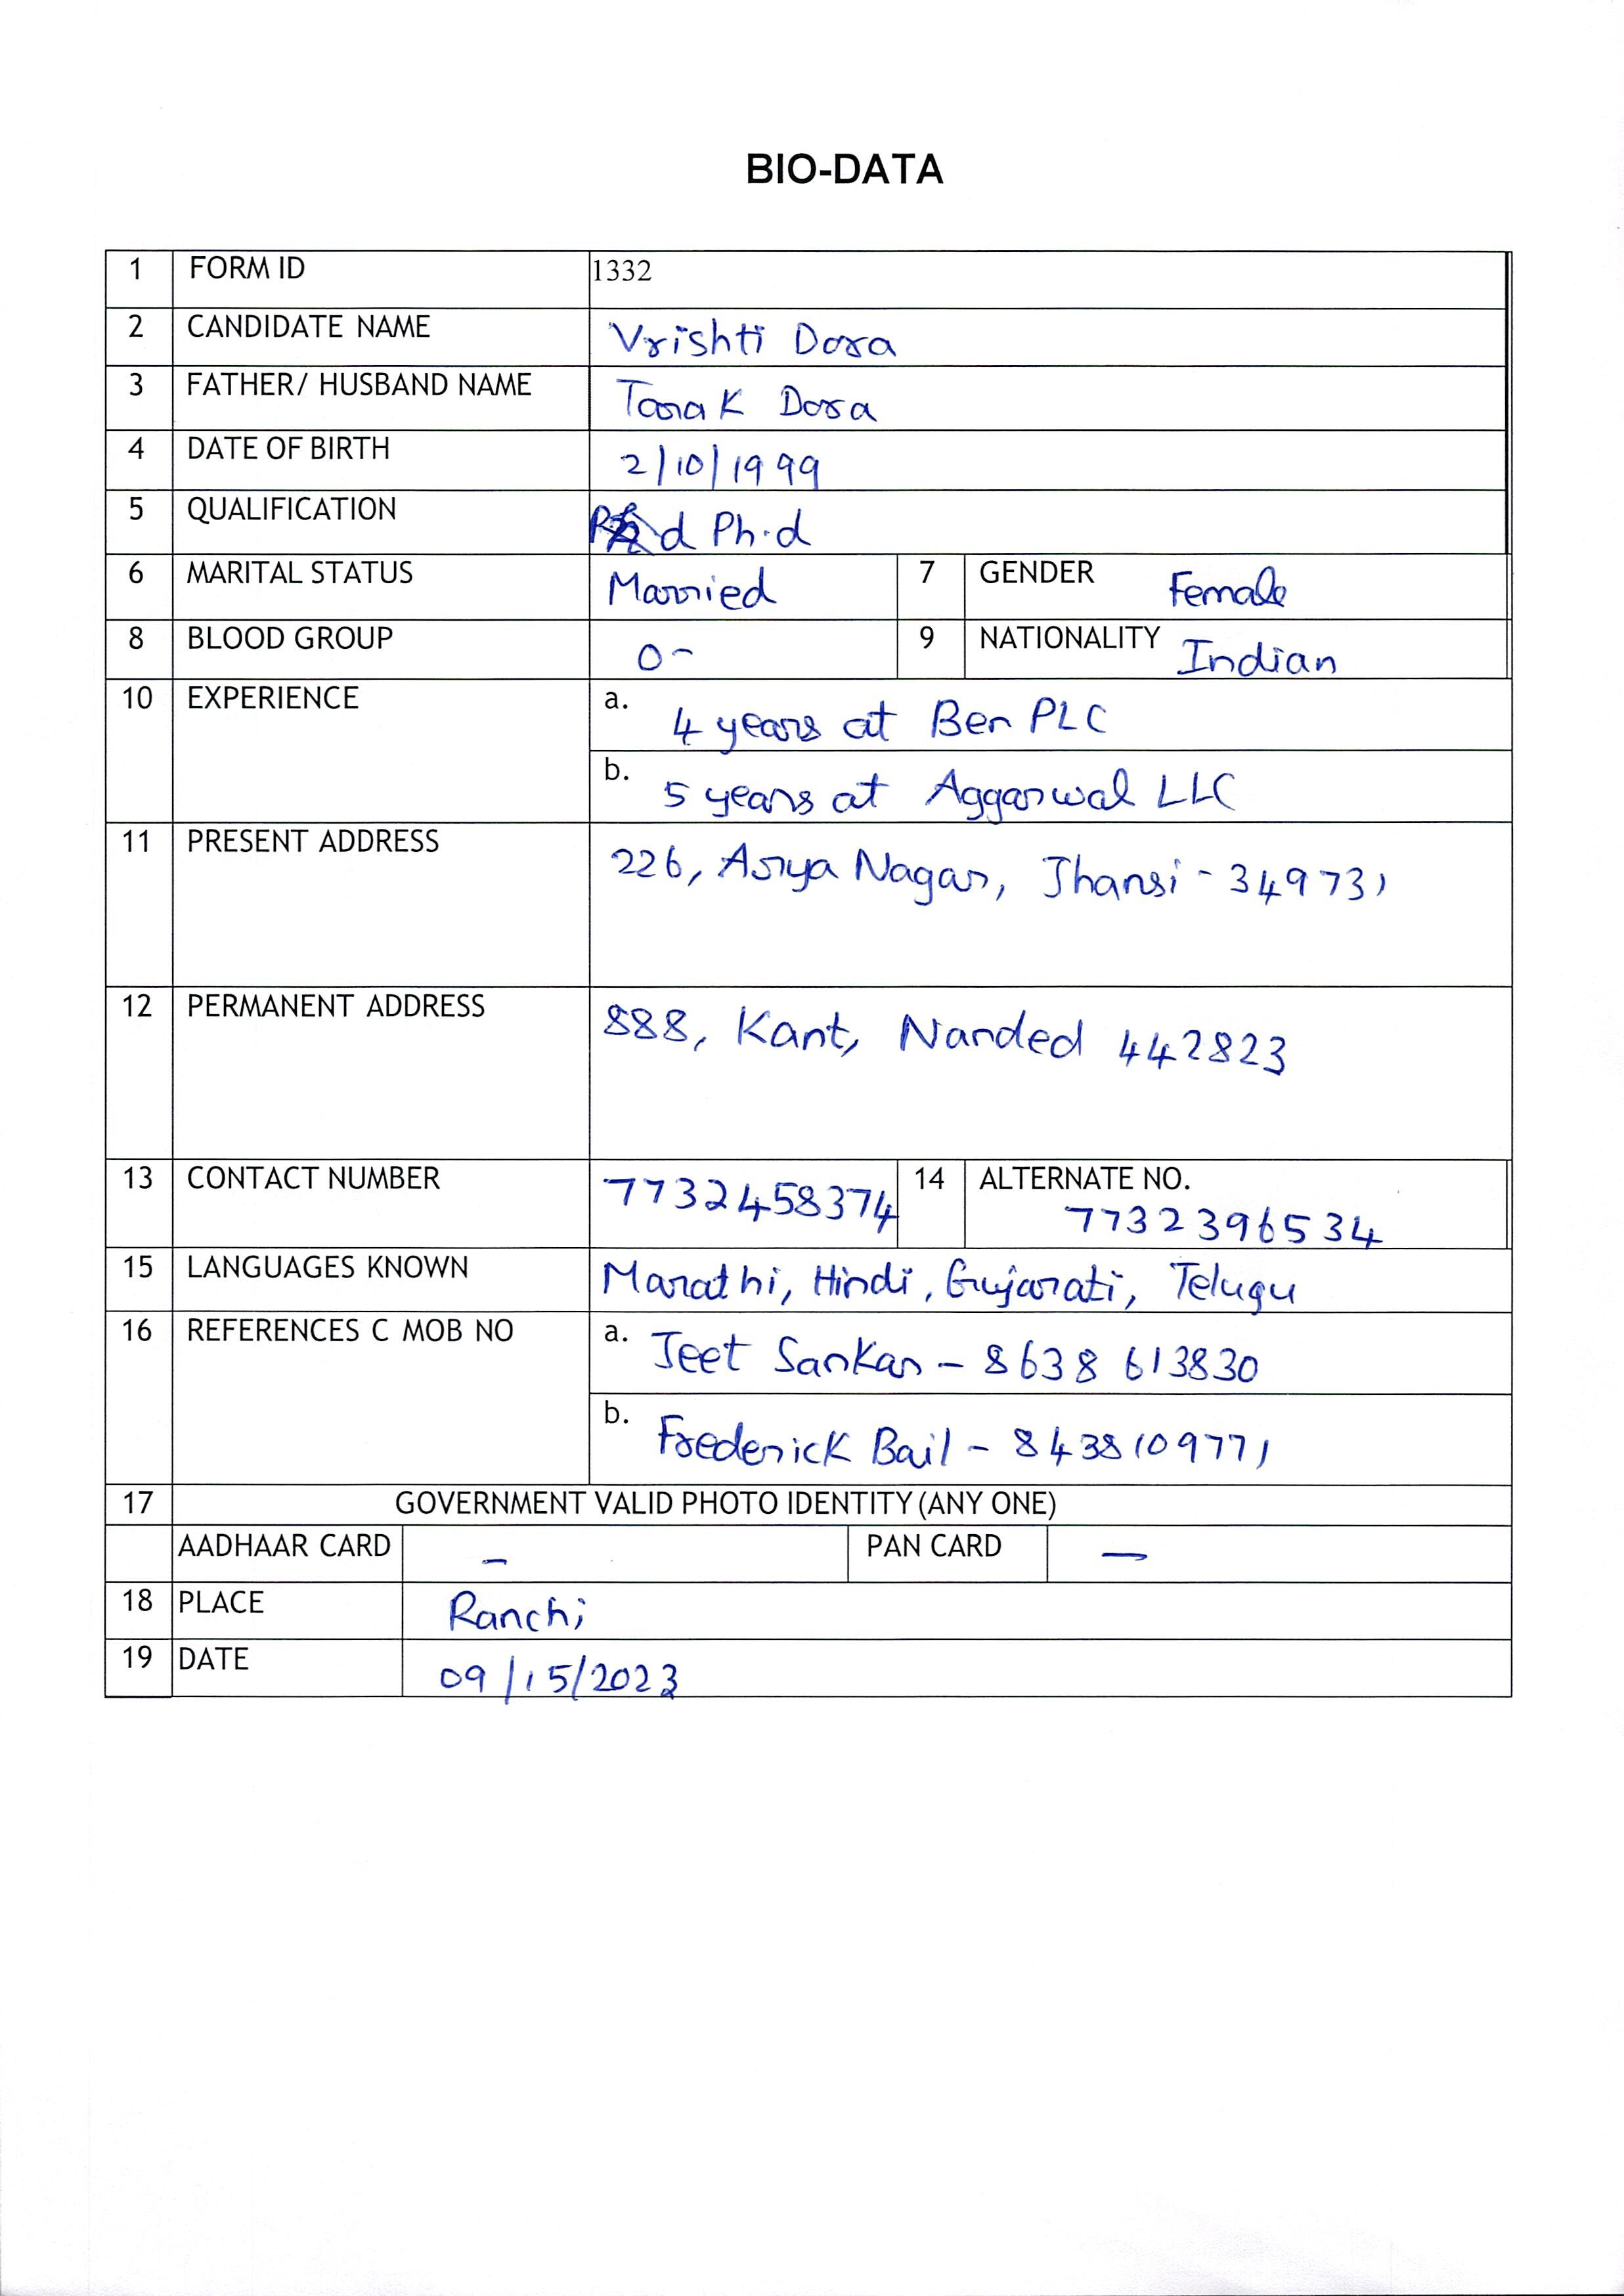 BIO-DATA
1 FORM ID 1332
2 CANDIDATE NAME Vrishti Dora
3 FATHER/ HUSBAND NAME Tarak Dora
4 DATE OF BIRTH 2/10/1999
5 QUALIFICATION d Ph.d
6 MARITAL STATUS Married 7 GENDER Female
8 BLOOD GROUP O- 9 NATIONALITY Indian
10 EXPERIENCE a. 4 years at Ben PLC
b. 5 years at Aggarwal LLC
11 PRESENT ADDRESS 226, Arya Nagar, Jhansi - 349731
12 PERMANENT ADDRESS 888, Kant, Nanded 442823
13 CONTACT NUMBER 7732458374 14 ALTERNATE NO.
7732396534
15 LANGUAGES KNOWN Marathi, Hindi, Gujarati, Telugu
16 REFERENCES C MOB NO a. Jeet Sankar - 8638 613830
b. Frederick Bail - 8438109771
17 GOVERNMENT VALID PHOTO IDENTITY (ANY ONE)
AADHAAR CARD - PAN CARD -
18 PLACE Ranchi
19 DATE 09/15/2023